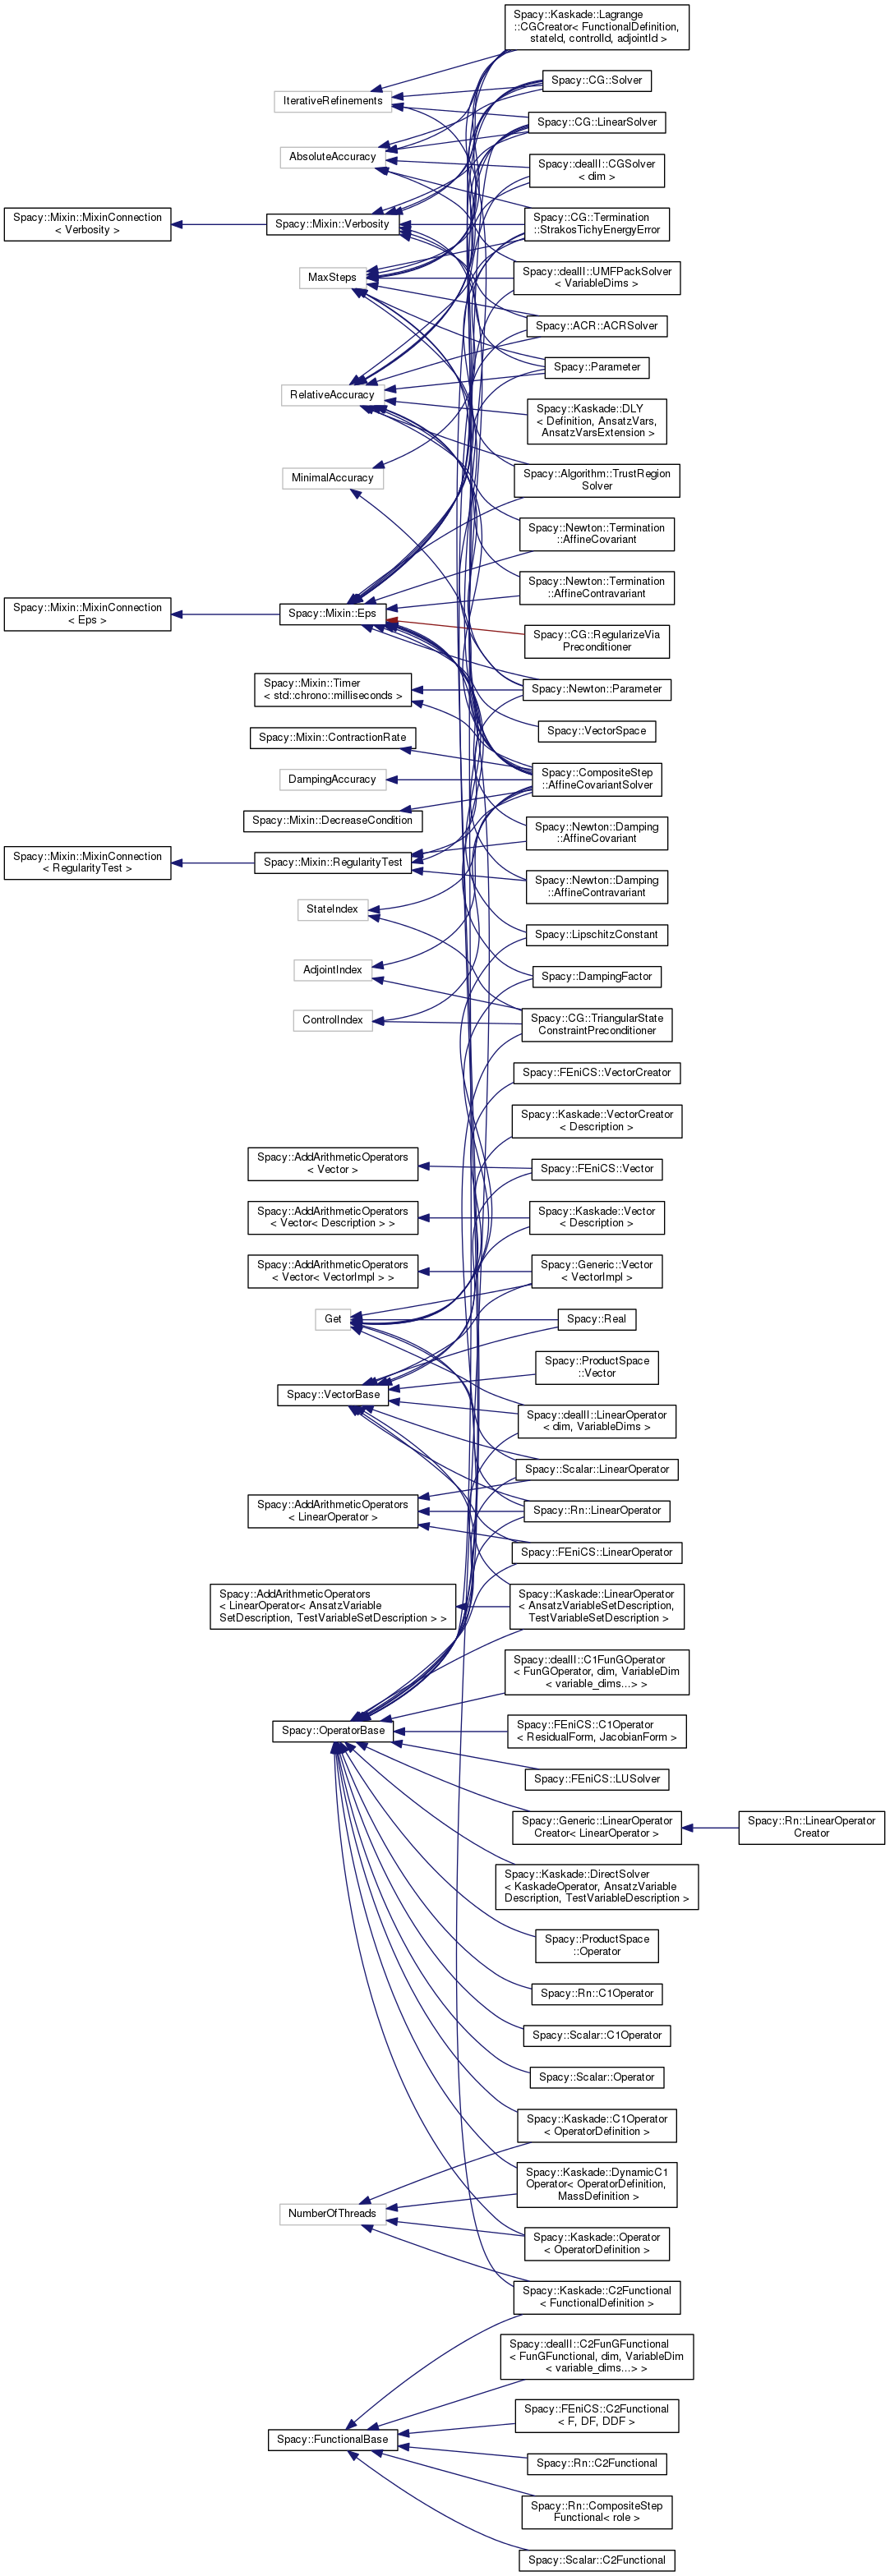 Spacy::Kaskade::Lagrange
::CGCreator< FunctionalDefinition,
stateId, controlId, adjointId >
IterativeRefinements
Spacy::CG::Solver
Spacy::CG::LinearSolver
AbsoluteAccuracy
Spacy::dealII::CGSolver
< dim >
Spacy::Mixin::MixinConnection
< Verbosity >
Spacy::Mixin::Verbosity
Spacy::CG::Termination
::StrakosTichyEnergyError
MaxSteps
Spacy::dealII::UMFPackSolver
< VariableDims >
Spacy::ACR::ACRSolver
Spacy::Parameter
RelativeAccuracy
Spacy::Kaskade::DLY
< Definition, AnsatzVars,
AnsatzVarsExtension >
MinimalAccuracy
Spacy::Algorithm::TrustRegion
Solver
Spacy::Newton::Termination
::AffineCovariant
Spacy::Newton::Termination
::AffineContravariant
Spacy::Mixin::MixinConnection
< Eps >
Spacy::Mixin::Eps
Spacy::CG::RegularizeVia
Preconditioner
Spacy::Mixin::Timer
< std::chrono::milliseconds >
Spacy::Newton::Parameter
Spacy::VectorSpace
Spacy::Mixin::ContractionRate
DampingAccuracy
Spacy::CompositeStep
::AffineCovariantSolver
Spacy::Mixin::DecreaseCondition
Spacy::Newton::Damping
::AffineCovariant
Spacy::Mixin::MixinConnection
< RegularityTest >
Spacy::Mixin::RegularityTest
Spacy::Newton::Damping
::AffineContravariant
StateIndex
Spacy::LipschitzConstant
AdjointIndex
Spacy::DampingFactor
ControlIndex
Spacy::CG::TriangularState
ConstraintPreconditioner
Spacy::FEniCS::VectorCreator
Spacy::Kaskade::VectorCreator
< Description >
Spacy::AddArithmeticOperators
< Vector >
Spacy::FEniCS::Vector
Spacy::AddArithmeticOperators
< Vector< Description > >
Spacy::Kaskade::Vector
< Description >
Spacy::AddArithmeticOperators
< Vector< VectorImpl > >
Spacy::Generic::Vector
< VectorImpl >
Get
Spacy::Real
Spacy::ProductSpace
::Vector
Spacy::VectorBase
Spacy::dealII::LinearOperator
< dim, VariableDims >
Spacy::Scalar::LinearOperator
Spacy::AddArithmeticOperators
< LinearOperator >
Spacy::Rn::LinearOperator
Spacy::FEniCS::LinearOperator
Spacy::AddArithmeticOperators
< LinearOperator< AnsatzVariable
SetDescription, TestVariableSetDescription > >
Spacy::Kaskade::LinearOperator
< AnsatzVariableSetDescription,
TestVariableSetDescription >
Spacy::dealII::C1FunGOperator
< FunGOperator, dim, VariableDim
< variable_dims...> >
Spacy::OperatorBase
Spacy::FEniCS::C1Operator
< ResidualForm, JacobianForm >
Spacy::FEniCS::LUSolver
Spacy::Generic::LinearOperator
Creator< LinearOperator >
Spacy::Rn::LinearOperator
Creator
Spacy::Kaskade::DirectSolver
< KaskadeOperator, AnsatzVariable
Description, TestVariableDescription >
Spacy::ProductSpace
::Operator
Spacy::Rn::C1Operator
Spacy::Scalar::C1Operator
Spacy::Scalar::Operator
Spacy::Kaskade::C1Operator
< OperatorDefinition >
Spacy::Kaskade::DynamicC1
Operator< OperatorDefinition,
MassDefinition >
NumberOfThreads
Spacy::Kaskade::Operator
< OperatorDefinition >
Spacy::Kaskade::C2Functional
< FunctionalDefinition >
Spacy::dealII::C2FunGFunctional
< FunGFunctional, dim, VariableDim
< variable_dims...> >
Spacy::FEniCS::C2Functional
< F, DF, DDF >
Spacy::FunctionalBase
Spacy::Rn::C2Functional
Spacy::Rn::CompositeStep
Functional< role >
Spacy::Scalar::C2Functional